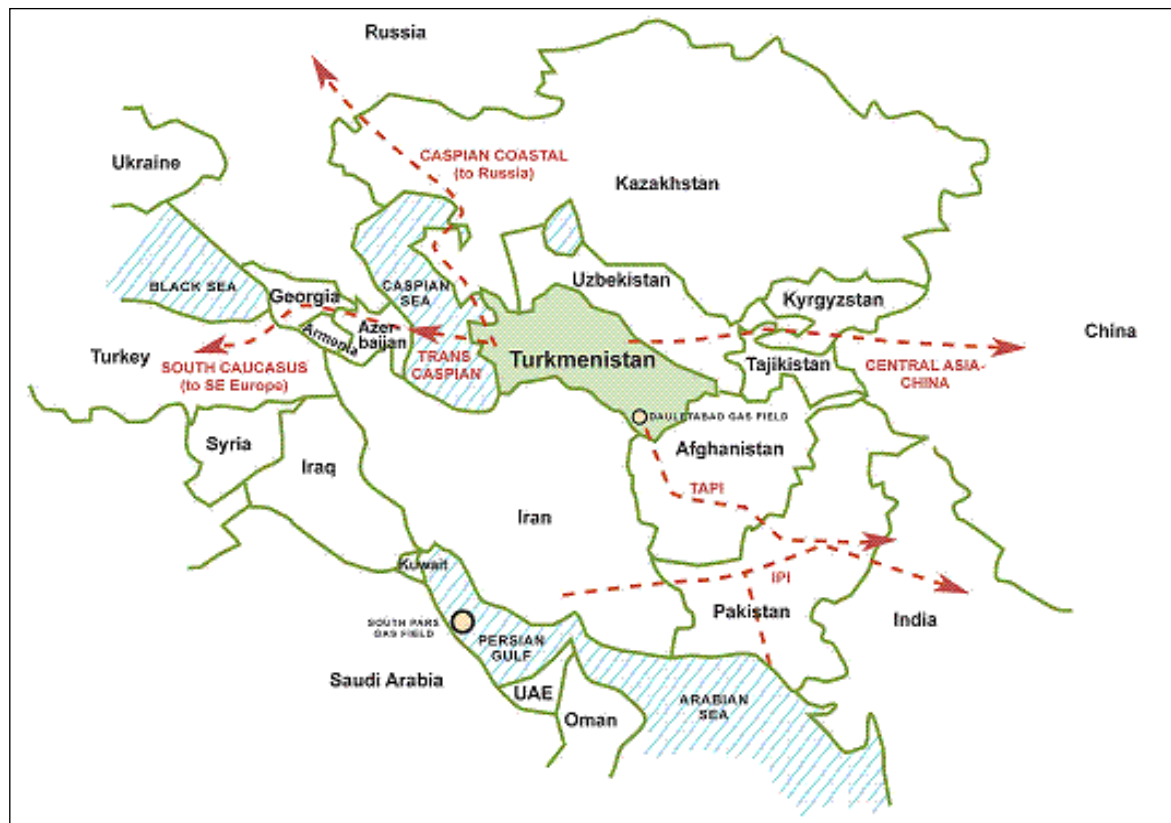 Russia
Ukraine
CASPIAN COASTAL
(to Russia)
Kazakhstan
BLACK SEA
Georgia
CASPIAN
SEA
Uzbekistan
Kyrgyzstan
China
Armenia
Azer-
baijan
Turkey
SOUTH CAUCASUS
(to SE Europe)
TRANS
CASPIAN
Turkmenistan
Tajikistan
CENTRAL ASIA-
CHINA
DAULETABAD GAS FIELD
Syria
Iraq
Afghanistan
TAPI
Iran
Kuwait
IPI
Pakistan
India
SOUTH PARS
GAS FIELD
PERSIAN
GULF
Saudi Arabia
UAE
Oman
ARABIAN
SEA